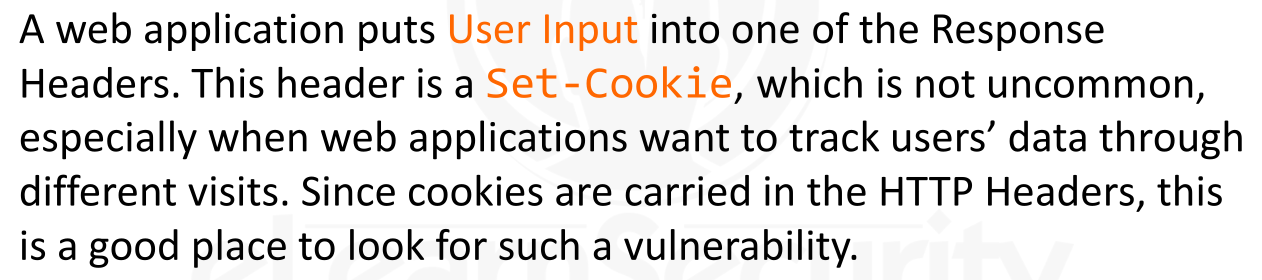 A web application puts User Input into one of the Response
Headers. This header is a Set-Cookie, which is not uncommon,
especially when web applications want to track users’ data through
different visits. Since cookies are carried in the HTTP Headers, this
is a good place to look for such a vulnerability.
eLearnSecurity